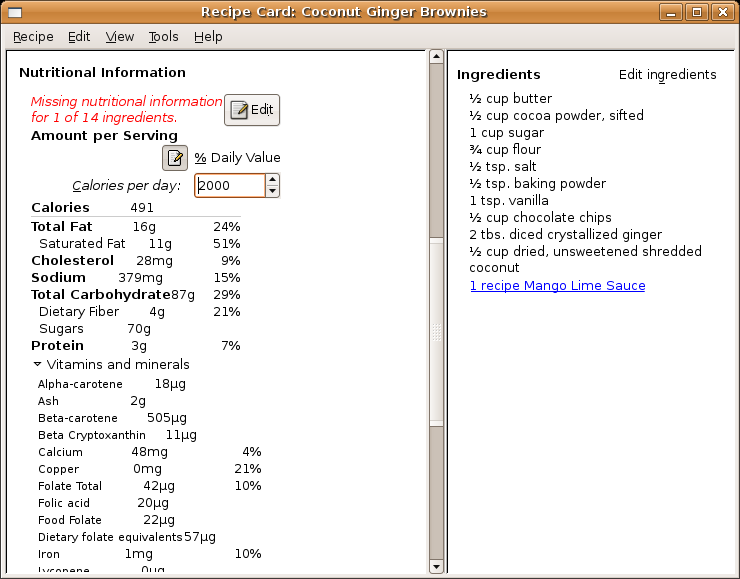 Recipe Card: Coconut Ginger Brownies
Recipe Edit View Tools Help
Nutritional Information
Missing nutritional information
for 1 of 14 ingredients.
Edit
Amount per Serving
% Daily Value
Calories per day: 2000
Calories 491
Total Fat 16g 24%
Saturated Fat 11g 51%
Cholesterol 28mg 9%
Sodium 379mg 15%
Total Carbohydrate 87g 29%
Dietary Fiber 4g 21%
Sugars 70g
Protein 3g 7%
Vitamins and minerals
Alpha-carotene 18µg
Ash 2g
Beta-carotene 505µg
Beta Cryptoxanthin 11µg
Calcium 48mg 4%
Copper 0mg 21%
Folate Total 42µg 10%
Folic acid 20µg
Food Folate 22µg
Dietary folate equivalents 57µg
Iron 1mg 10%
Lycopene 0µg
Ingredients
Edit ingredients
½ cup butter
½ cup cocoa powder, sifted
1 cup sugar
¾ cup flour
½ tsp. salt
½ tsp. baking powder
1 tsp. vanilla
½ cup chocolate chips
2 tbs. diced crystallized ginger
½ cup dried, unsweetened shredded
coconut
1 recipe Mango Lime Sauce